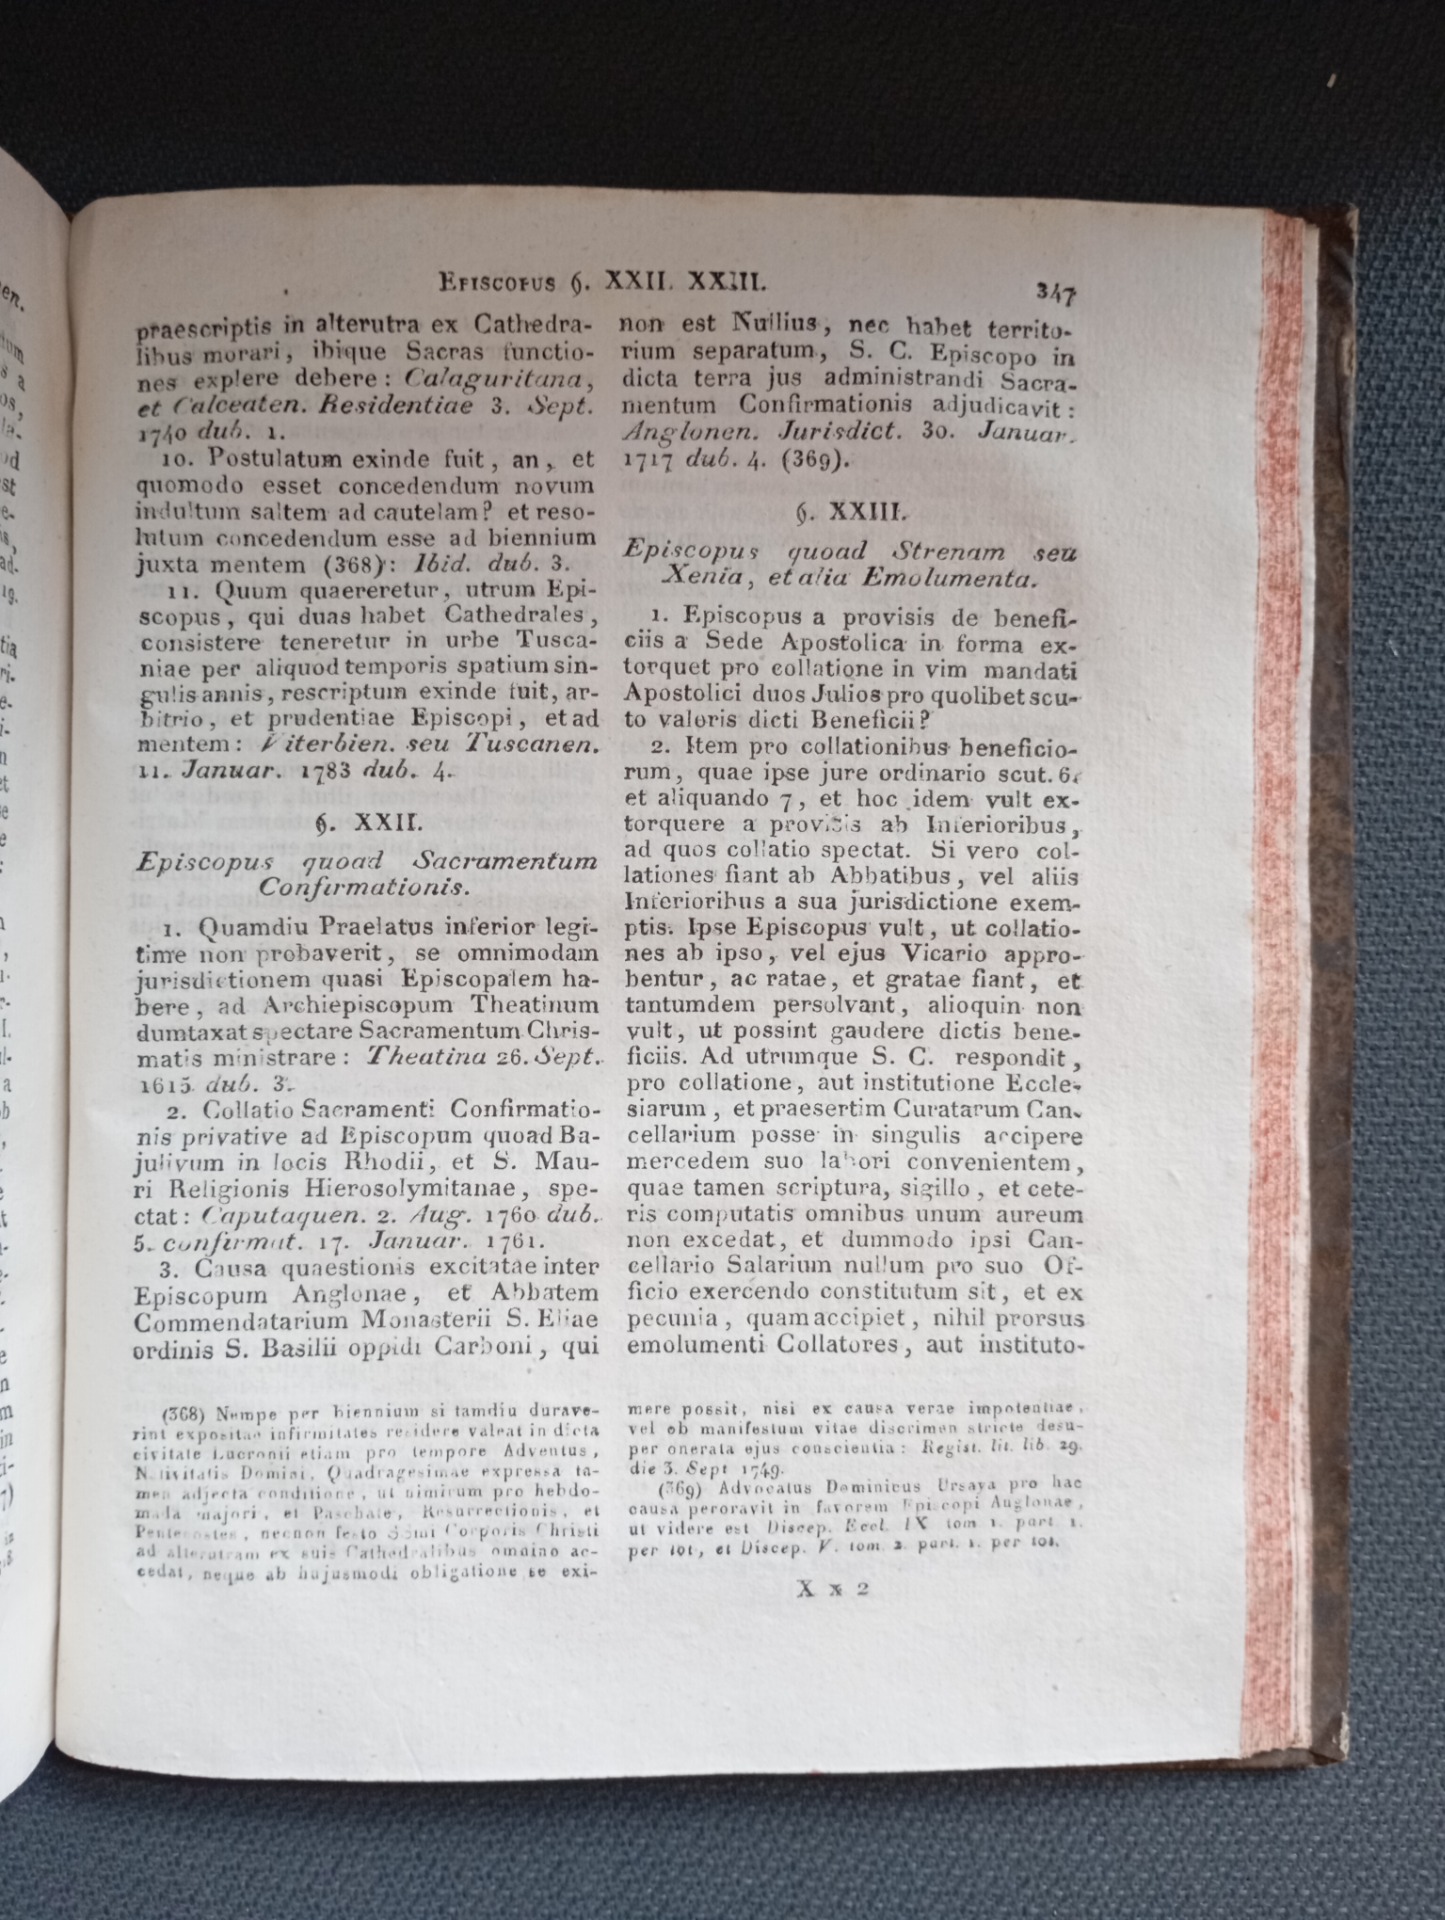 EPISCOPUS §. XXII. XXIII.
347
praescriptis in alterutra ex Cathedra-
libus morari, ibique Sacras functio-
nes explere debere: Calaguritana,
et Calceaten. Residentiae 3. Sept.
1740 dub. 1.
10. Postulatum exinde fuit, an, et
quomodo esset concedendum novum
indultum saltem ad cautelam? et reso-
lutum concedendum esse ad biennium
juxta mentem (368): Ibid. dub. 3.
11. Quum quaereretur, utrum Epi-
scopus, qui duas habet Cathedrales,
consistere teneretur in urbe Tusca-
niae per aliquod temporis spatium sin-
gulis annis, rescriptum exinde fuit, ar-
bitrio, et prudentiae Episcopi, et ad
mentem: Viterbien. seu Tuscanen.
11. Januar. 1783 dub. 4.
§. XXII.
Episcopus quoad Sacramentum
Confirmationis.
1. Quamdiu Praelatus inferior legi-
time non probaverit, se omnimodam
jurisdictionem quasi Episcopalem ha-
bere, ad Archiepiscopum Theatinum
dumtaxat spectare Sacramentum Chris-
matis ministrare: Theatina 26. Sept.
1615. dub. 3.
2. Collatio Sacramenti Confirmatio-
nis privative ad Episcopum quoad Ba-
julivum in locis Rhodii, et S. Mau-
ri Religionis Hierosolymitanae, spe-
ctat: Caputaquen. 2. Aug. 1760 dub.
5. confirmat. 17. Januar. 1761.
3. Causa quaestionis excitatae inter
Episcopum Anglonae, et Abbatem
Commendatarium Monasterii S. Eliae
ordinis S. Basilii oppidi Carboni, qui
(368) Nempe per biennium si tamdiu durave-
rint expositae infirmitates residere valeat in dicta
civitate Lucronii etiam pro tempore Adventus,
Nativitatis Domini, Quadragesimae expressa ta-
men adjecta conditione, ut nimirum pro hebdo-
mada majori, et Paschate, Resurrectionis, et
Pentecostes, necnon festo Ssmi Corporis Christi
ad alterutram ex suis Cathedralibus omnino ac-
cedat, neque ab hujusmodi obligatione se exi-
non est Nullius, nec habet territo-
rium separatum, S. C. Episcopo in
dicta terra jus administrandi Sacra-
mentum Confirmationis adjudicavit:
Anglonen. Jurisdict. 30. Januar.
1717 dub. 4. (369).
§. XXIII.
Episcopus quoad Strenam seu
Xenia, et alia Emolumenta.
1. Episcopus a provisis de benefi-
ciis a Sede Apostolica in forma ex-
torquet pro collatione in vim mandati
Apostolici duos Julios pro quolibet scu-
to valoris dicti Beneficii?
2. Item pro collationibus beneficio-
rum, quae ipse jure ordinario scut. 6.
et aliquando 7, et hoc idem vult ex-
torquere a provisis ab Inferioribus,
ad quos collatio spectat. Si vero col-
lationes fiant ab Abbatibus, vel aliis
Inferioribus a sua jurisdictione exem-
ptis. Ipse Episcopus vult, ut collatio-
nes ab ipso, vel ejus Vicario appro-
bentur, ac ratae, et gratae fiant, et
tantumdem persolvant, alioquin non
vult, ut possint gaudere dictis bene-
ficiis. Ad utrumque S. C. respondit,
pro collatione, aut institutione Eccle-
siarum, et praesertim Curatarum Can-
cellarium posse in singulis accipere
mercedem suo labori convenientem,
quae tamen scriptura, sigillo, et cete-
ris computatis omnibus unum aureum
non excedat, et dummodo ipsi Can-
cellario Salarium nullum pro suo Of-
ficio exercendo constitutum sit, et ex
pecunia, quam accipiet, nihil prorsus
emolumenti Collatores, aut instituto-
mere possit, nisi ex causa verae impotentiae,
vel ob manifestum vitae discrimen stricte desu-
per onerata ejus conscientia: Regist. lit. lib. 29.
die 3. Sept 1749.
(369) Advocatus Dominicus Ursaya pro hac
causa peroravit in favorem Episcopi Anglonae,
ut videre est Discep. Eccl. IX tom 1. part 1.
per tot, et Discep. V. tom. 2. part. 1. per tot.
X x 2